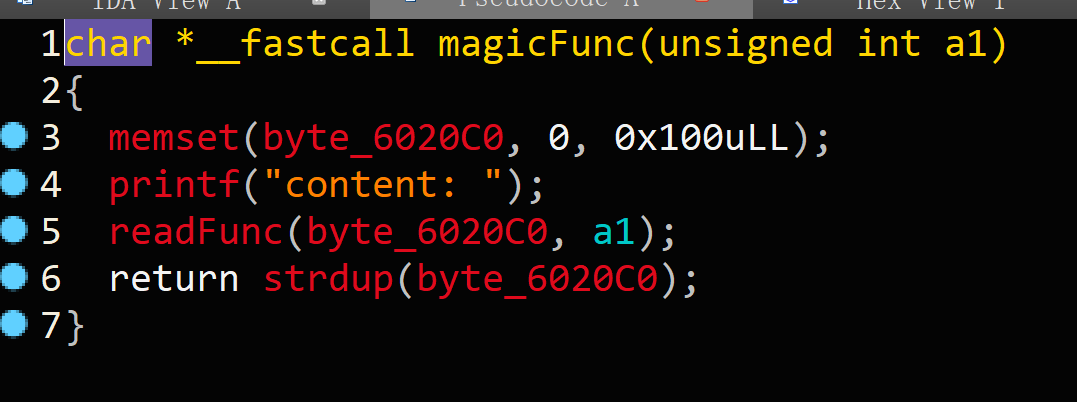 IDA View A Pseudocode A Hex View 1
1char *__fastcall magicFunc(unsigned int a1)
2{
3 memset(byte_6020C0, 0, 0x100uLL);
4 printf("content: ");
5 readFunc(byte_6020C0, a1);
6 return strdup(byte_6020C0);
7}